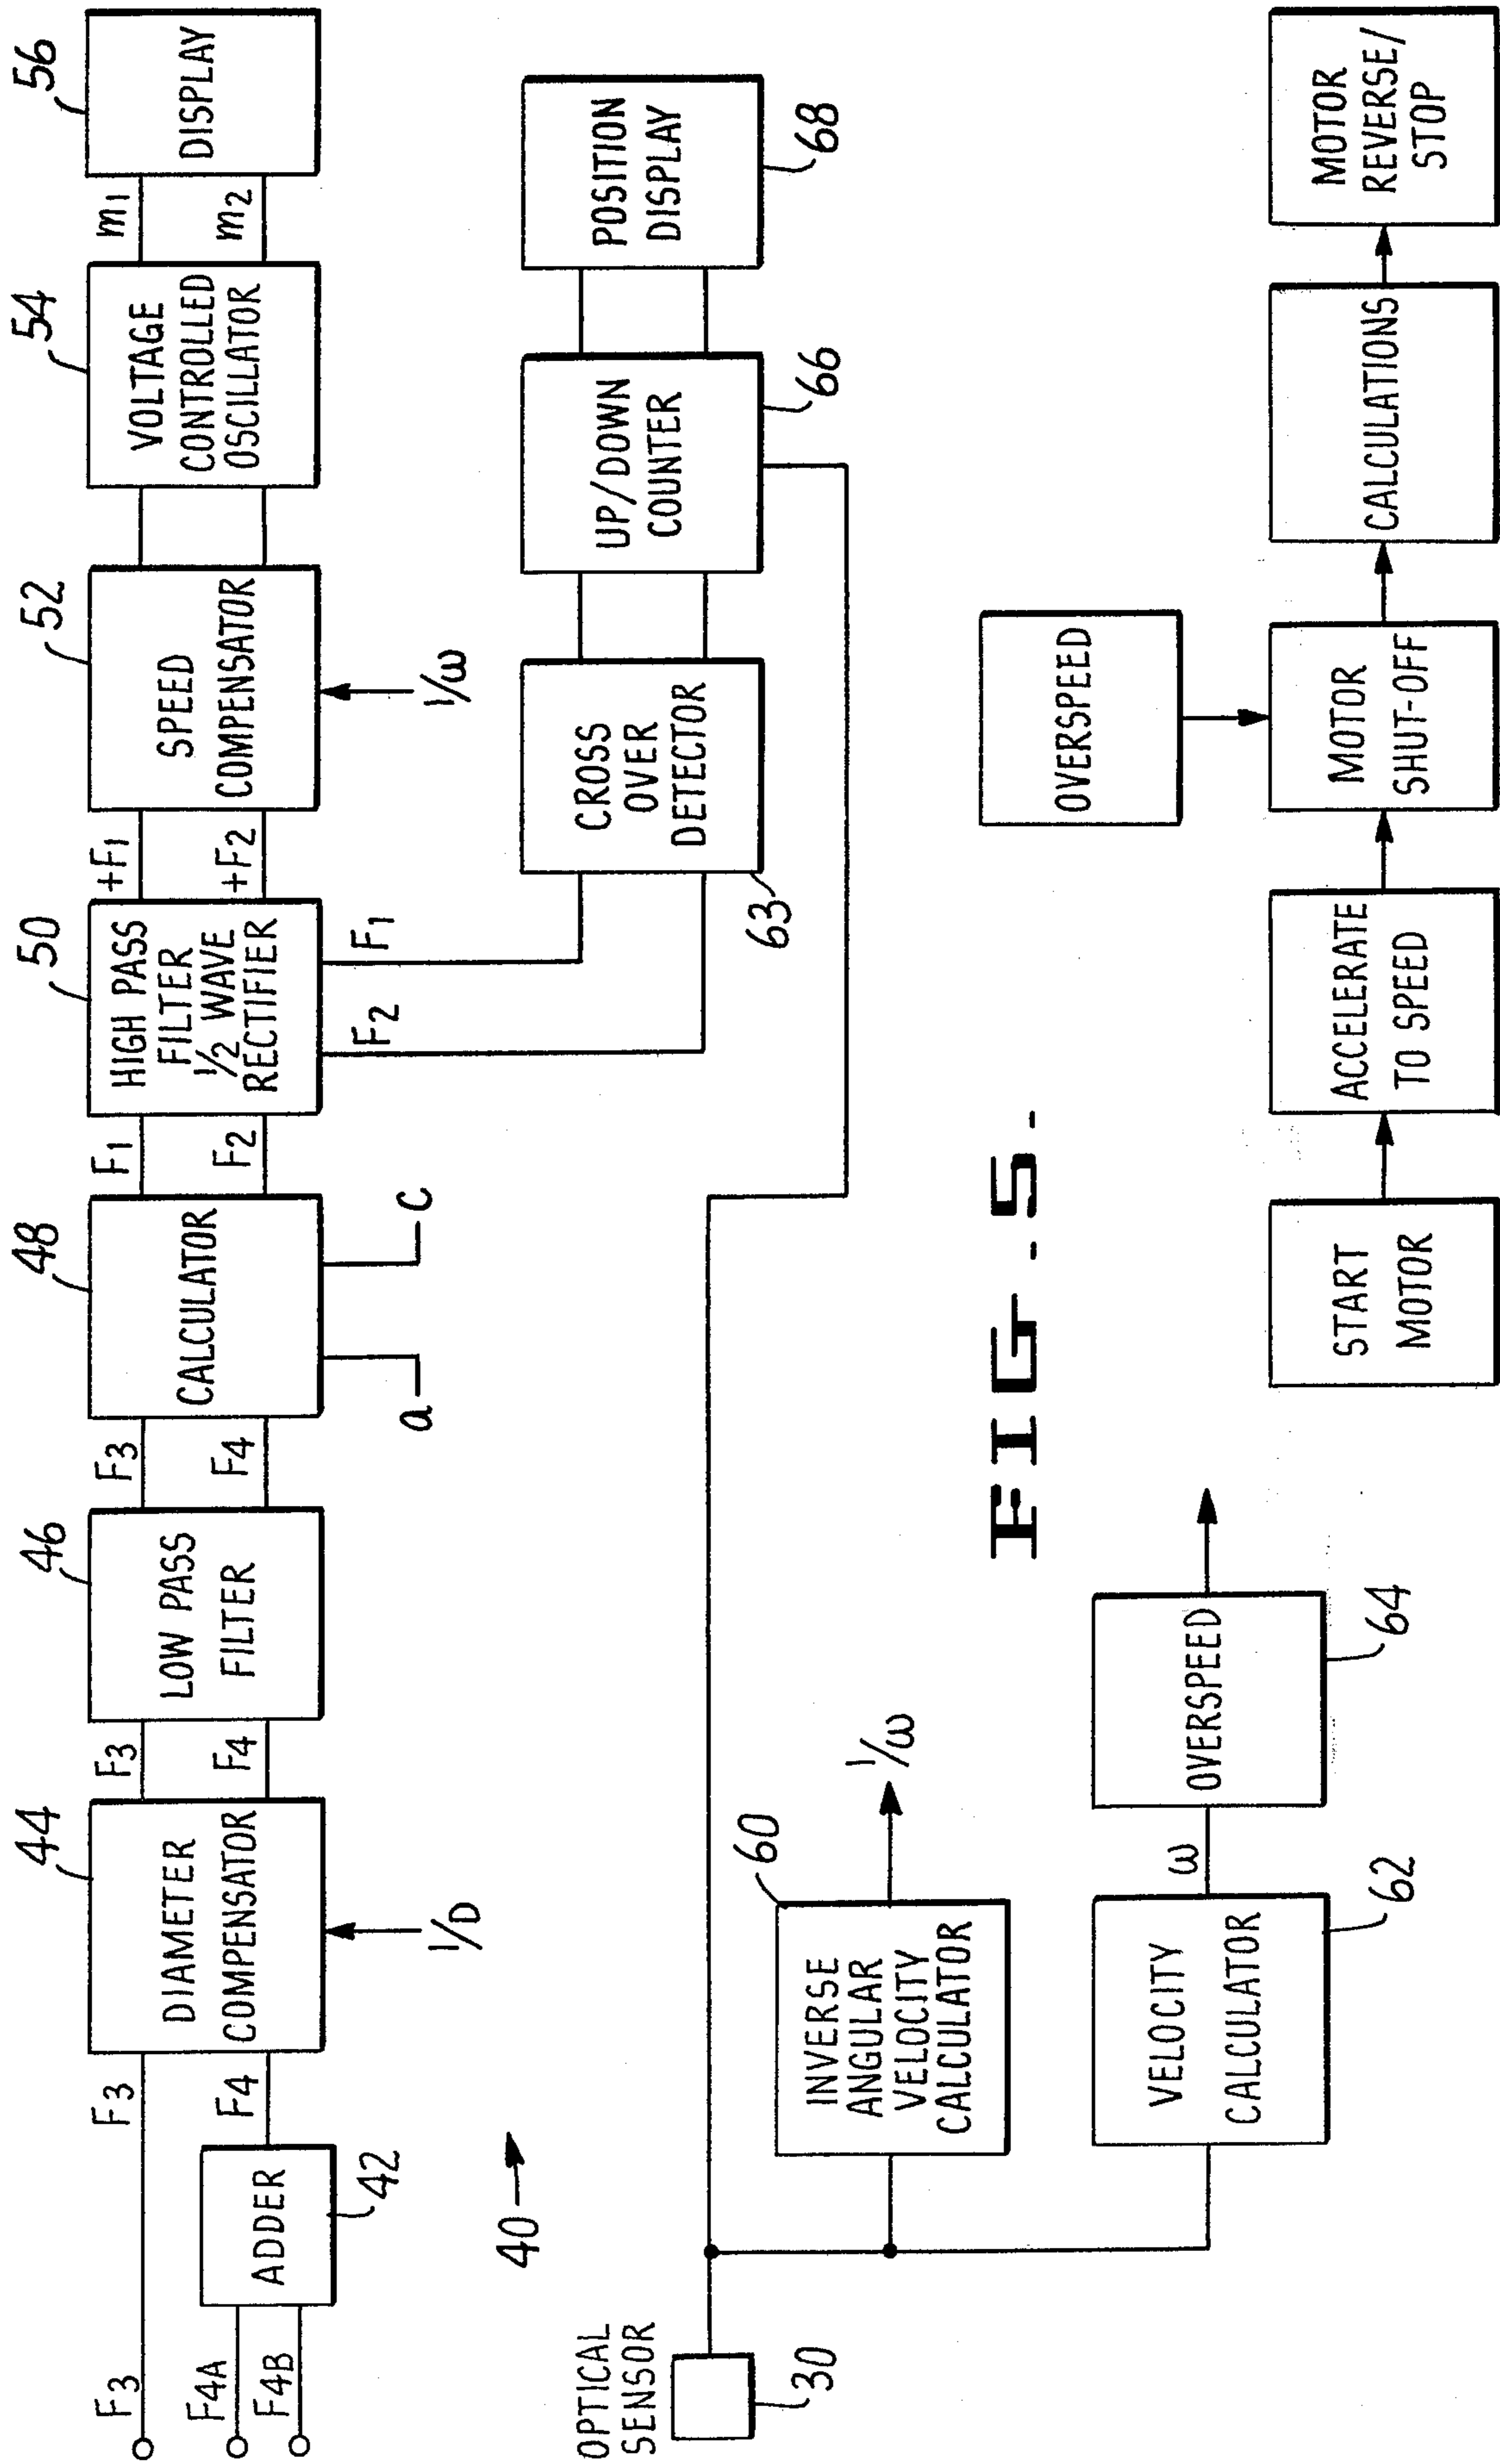 F3
F4A
F4B
ADDER
42
F3
F4
44
DIAMETER
COMPENSATOR
1/D
F3
F4
46
LOW PASS
FILTER
F3
F4
48
CALCULATOR
a
c
F1
F2
50
HIGH PASS
FILTER
1/2 WAVE
RECTIFIER
+F1
+F2
F2
F1
52
SPEED
COMPENSATOR
1/ω
54
VOLTAGE
CONTROLLED
OSCILLATOR
m1
m2
56
DISPLAY
40
63
CROSS
OVER
DETECTOR
UP/DOWN
COUNTER
66
POSITION
DISPLAY
68
OPTICAL
SENSOR
30
60
INVERSE
ANGULAR
VELOCITY
CALCULATOR
1/ω
VELOCITY
CALCULATOR
62
ω
OVERSPEED
64
FIG_5_
OVERSPEED
START
MOTOR
ACCELERATE
TO SPEED
MOTOR
SHUT-OFF
CALCULATIONS
MOTOR
REVERSE/
STOP